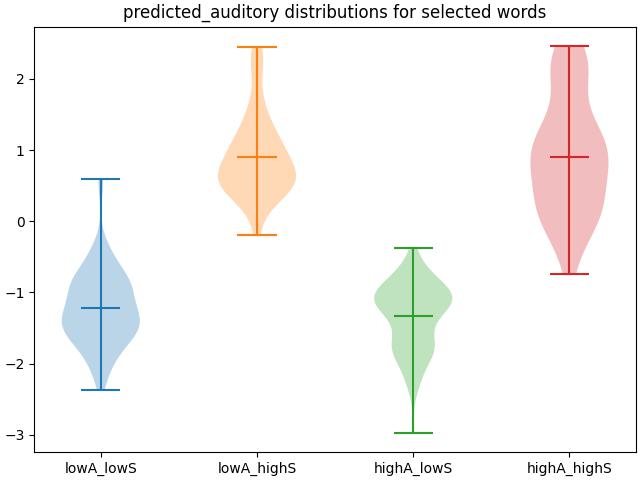 predicted_auditory distributions for selected words
2
1
0
−1
−2
−3
lowA_lowS
lowA_highS
highA_lowS
highA_highS